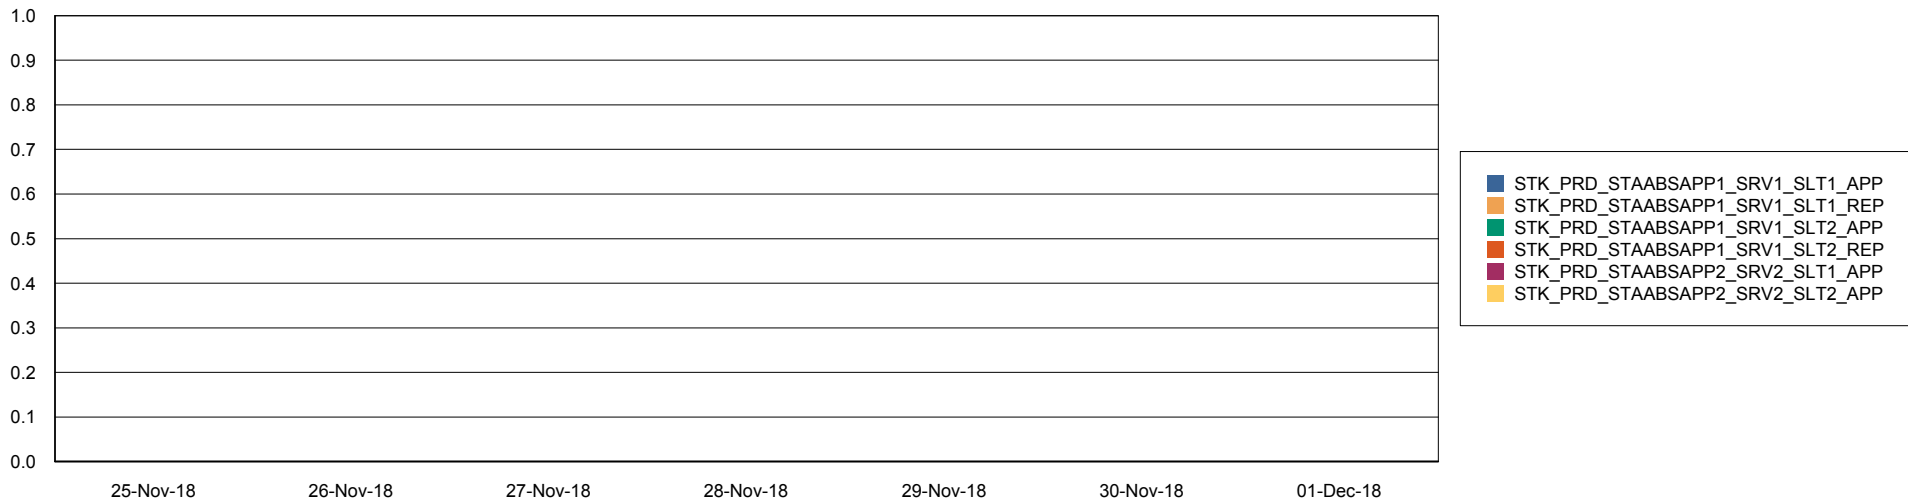 1.0
0.9
0.8
0.7
0.6
0.5
0.4
0.3
0.2
0.1
0.0
25-Nov-18 26-Nov-18 27-Nov-18 28-Nov-18 29-Nov-18 30-Nov-18 01-Dec-18
STK_PRD_STAABSAPP1_SRV1_SLT1_APP
STK_PRD_STAABSAPP1_SRV1_SLT1_REP
STK_PRD_STAABSAPP1_SRV1_SLT2_APP
STK_PRD_STAABSAPP1_SRV1_SLT2_REP
STK_PRD_STAABSAPP2_SRV2_SLT1_APP
STK_PRD_STAABSAPP2_SRV2_SLT2_APP